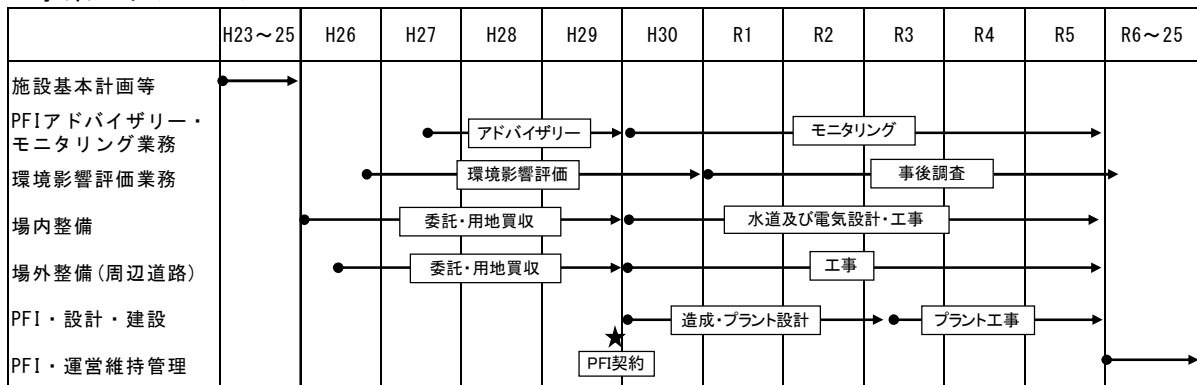 H23～25 H26 H27 H28 H29 H30 R1 R2 R3 R4 R5 R6～25
施設基本計画等
PFIアドバイザリー・
モニタリング業務
アドバイザリー モニタリング
環境影響評価業務 環境影響評価 事後調査
場内整備 委託・用地買収 水道及び電気設計・工事
場外整備(周辺道路) 委託・用地買収 工事
PFI・設計・建設 造成・プラント設計 プラント工事
PFI・運営維持管理 PFI契約